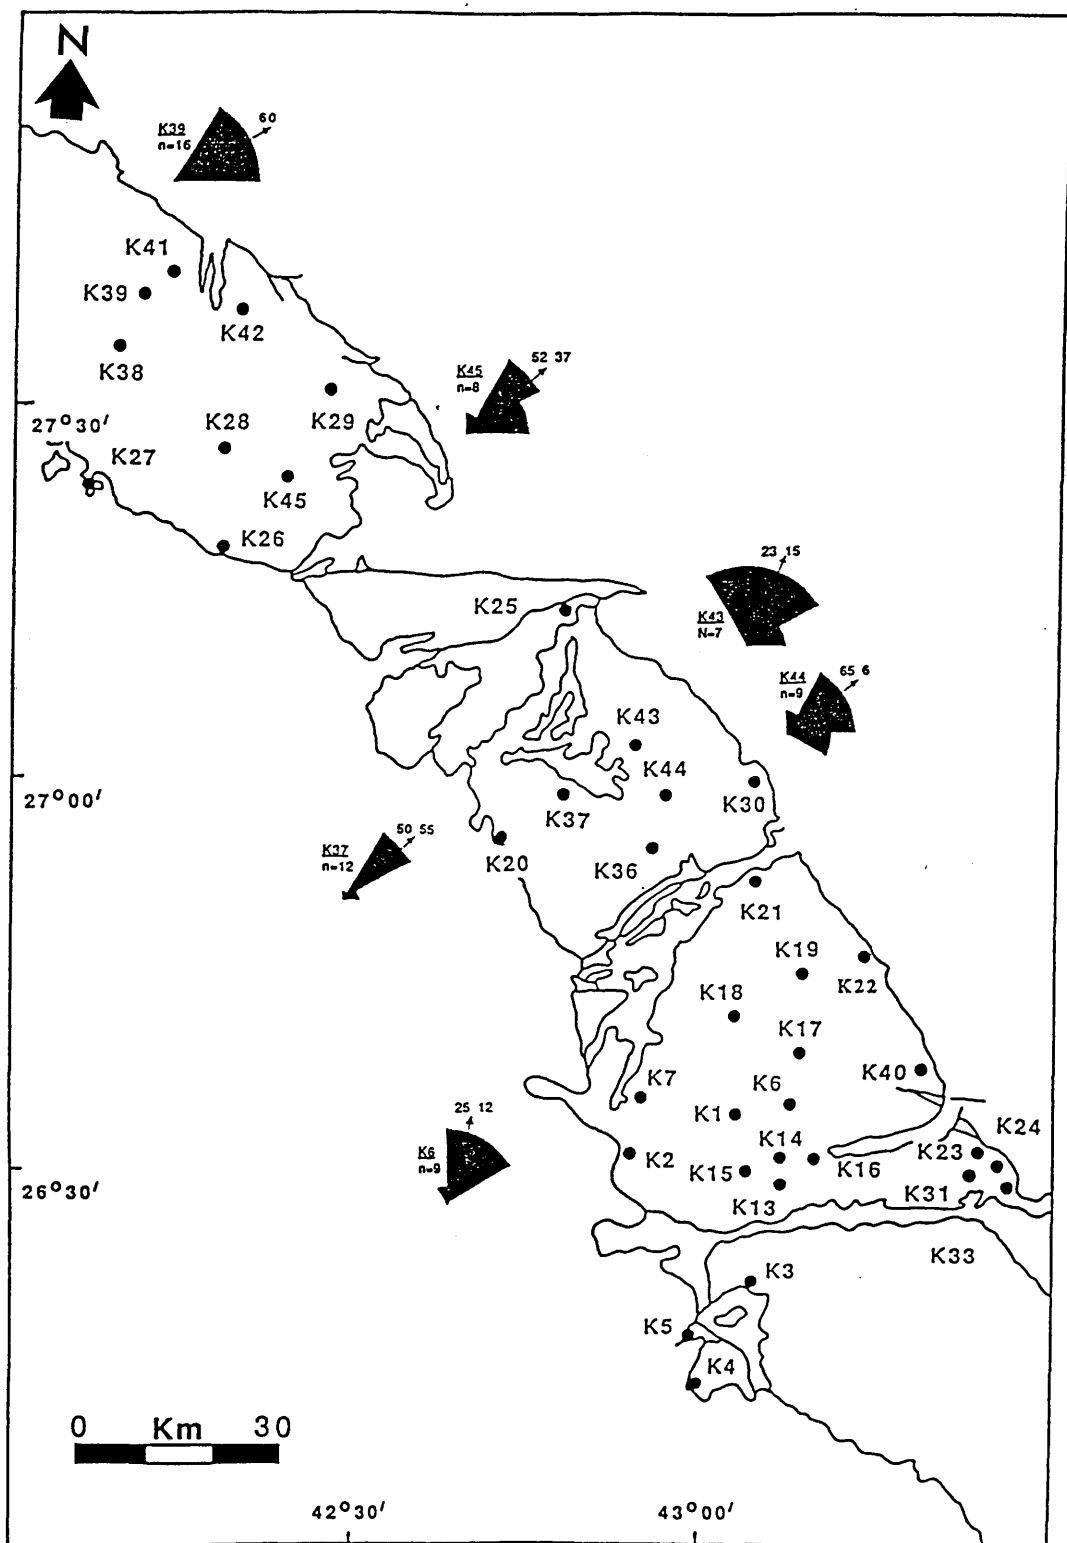 N
K39
n=16
60
K41
K39
K42
K38
K45
n=8
52 37
27°30′
K28
K29
K27
K45
K26
23 15
K25
K43
N=7
K44
n=9
65 6
K43
K44
27°00′
K37
K30
50 55
K37
n=12
K20
K36
K21
K19
K22
K18
K17
K7
K6
K40
25 12
K1
K24
K6
n=9
K14
K23
K2
K15
K16
26°30′
K13
K31
K33
K3
K5
K4
0 Km 30
42°30′
43°00′